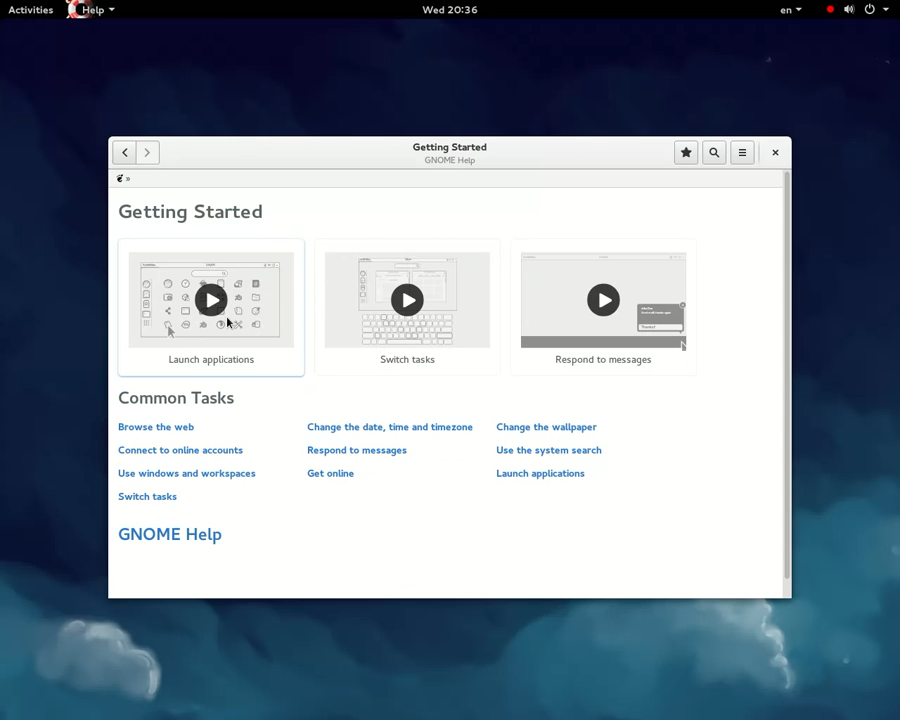 Activities Help Wed 20:36 en
Getting Started
GNOME Help
»
Getting Started
Launch applications Switch tasks Respond to messages
Common Tasks
Browse the web Change the date, time and timezone Change the wallpaper
Connect to online accounts Respond to messages Use the system search
Use windows and workspaces Get online Launch applications
Switch tasks
GNOME Help